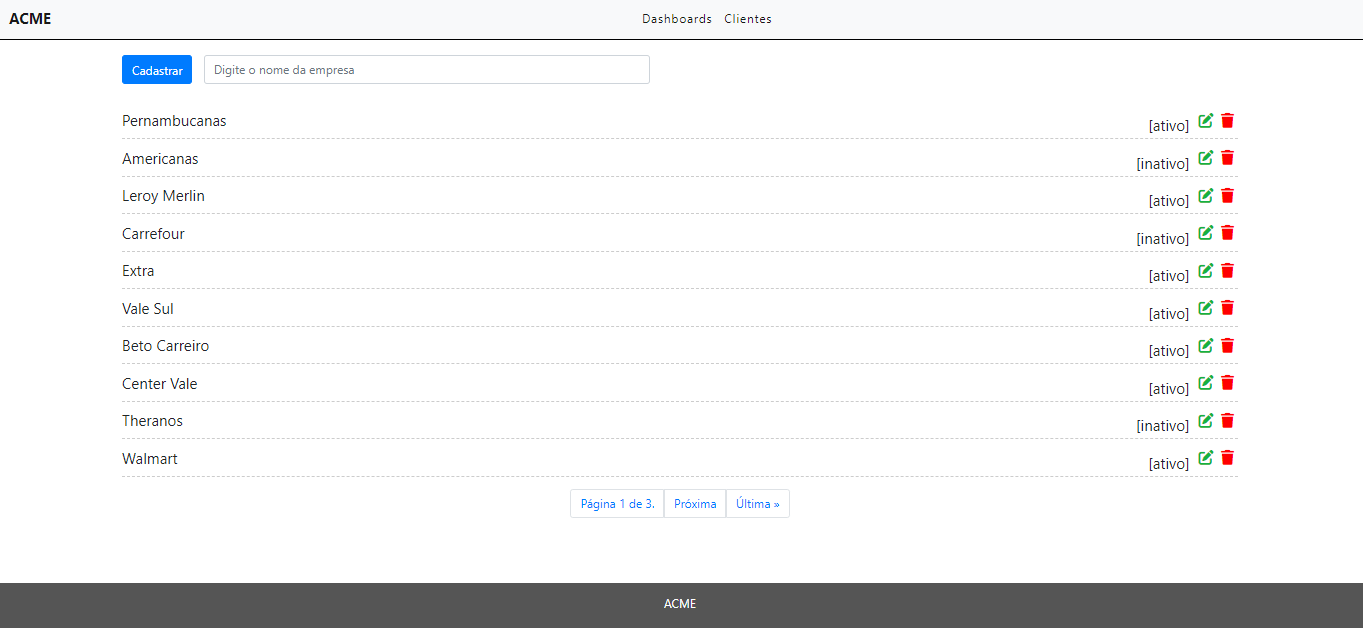 ACME Dashboards Clientes
Cadastrar Digite o nome da empresa
Pernambucanas [ativo]
Americanas [inativo]
Leroy Merlin [ativo]
Carrefour [inativo]
Extra [ativo]
Vale Sul [ativo]
Beto Carreiro [ativo]
Center Vale [ativo]
Theranos [inativo]
Walmart [ativo]
Página 1 de 3. Próxima Última »
ACME